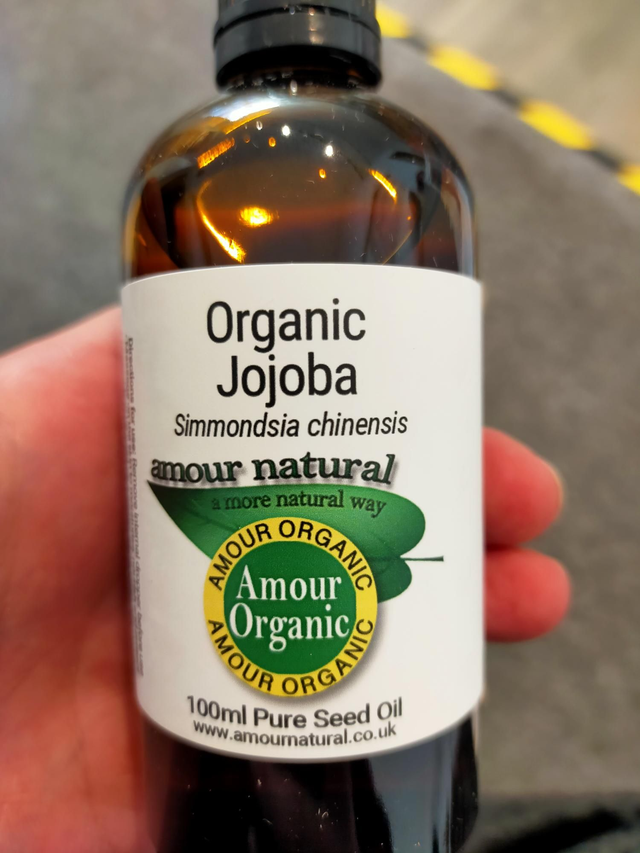 Organic
Jojoba
Simmondsia chinensis
amour natural
a more natural way
AMOUR ORGANIC
Amour
Organic
AMOUR ORGANIC
100ml Pure Seed Oil
www.amournatural.co.uk